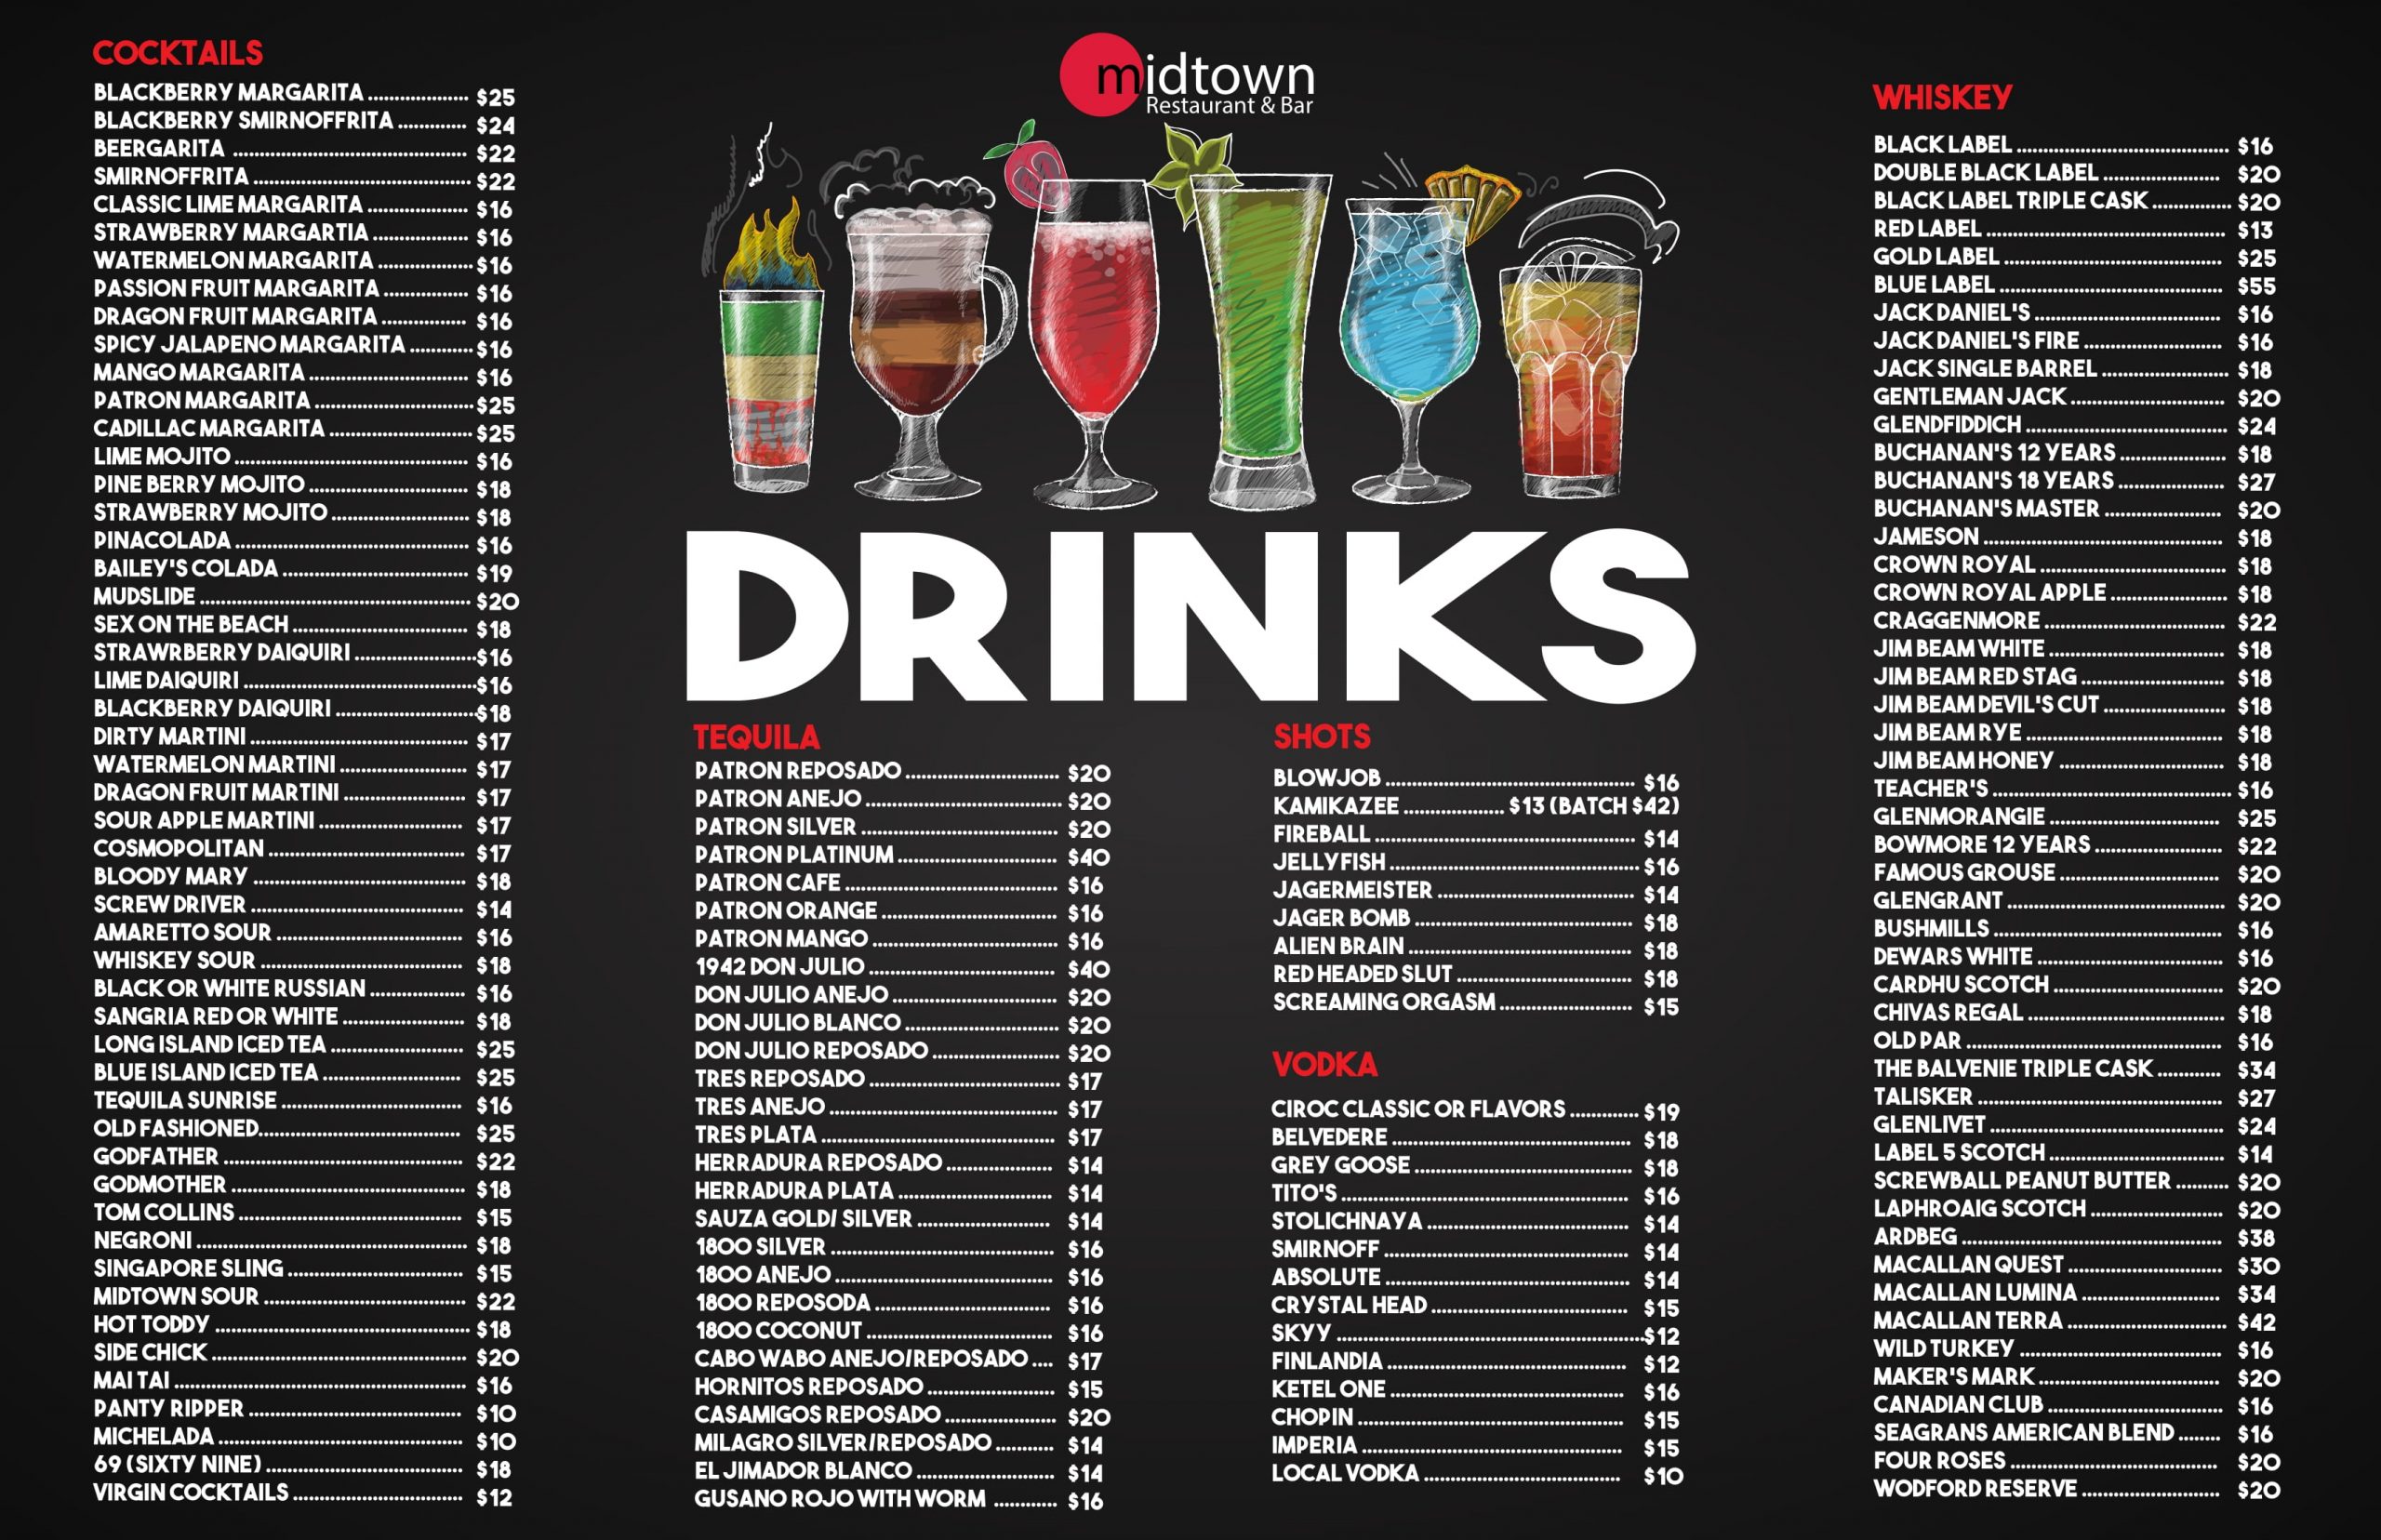 COCKTAILS
BLACKBERRY MARGARITA .................... $25
BLACKBERRY SMIRNOFFRITA ............. $24
BEERGARITA ............................................... $22
SMIRNOFFRITA ............................................ $22
CLASSIC LIME MARGARITA .................... $16
STRAWBERRY MARGARTIA ................... $16
WATERMELON MARGARITA ................... $16
PASSION FRUIT MARGARITA ................. $16
DRAGON FRUIT MARGARITA ................. $16
SPICY JALAPENO MARGARITA ............. $16
MANGO MARGARITA ................................ $16
PATRON MARGARITA ................................ $25
CADILLAC MARGARITA ............................. $25
LIME MOJITO ............................................... $16
PINE BERRY MOJITO ................................ $18
STRAWBERRY MOJITO ............................ $18
PINACOLADA ............................................... $16
BAILEY'S COLADA ...................................... $19
MUDSLIDE ...................................................... $20
SEX ON THE BEACH ................................... $18
STRAWRBERRY DAIQUIRI ........................ $16
LIME DAIQUIRI .............................................. $16
BLACKBERRY DAIQUIRI ............................ $18
DIRTY MARTINI ............................................ $17
WATERMELON MARTINI .......................... $17
DRAGON FRUIT MARTINI ......................... $17
SOUR APPLE MARTINI ............................. $17
COSMOPOLITAN ........................................ $17
BLOODY MARY ........................................... $18
SCREW DRIVER ........................................... $14
AMARETTO SOUR ..................................... $16
WHISKEY SOUR ......................................... $18
BLACK OR WHITE RUSSIAN ................... $16
SANGRIA RED OR WHITE ........................ $18
LONG ISLAND ICED TEA .......................... $25
BLUE ISLAND ICED TEA ............................ $25
TEQUILA SUNRISE .................................... $16
OLD FASHIONED........................................ $25
GODFATHER ................................................ $22
GODMOTHER ............................................... $18
TOM COLLINS ............................................. $15
NEGRONI ...................................................... $18
SINGAPORE SLING ................................... $15
MIDTOWN SOUR ........................................ $22
HOT TODDY ................................................... $18
SIDE CHICK ................................................... $20
MAI TAI ........................................................... $16
PANTY RIPPER ........................................... $10
MICHELADA ................................................. $10
69 (SIXTY NINE) ........................................ $18
VIRGIN COCKTAILS .................................. $12
midtown
Restaurant & Bar
DRINKS
TEQUILA
PATRON REPOSADO ............................... $20
PATRON ANEJO ....................................... $20
PATRON SILVER ....................................... $20
PATRON PLATINUM ................................ $40
PATRON CAFE .......................................... $16
PATRON ORANGE ................................... $16
PATRON MANGO ..................................... $16
1942 DON JULIO ..................................... $40
DON JULIO ANEJO ................................. $20
DON JULIO BLANCO ............................... $20
DON JULIO REPOSADO ......................... $20
TRES REPOSADO ...................................... $17
TRES ANEJO .............................................. $17
TRES PLATA ............................................... $17
HERRADURA REPOSADO ..................... $14
HERRADURA PLATA ............................... $14
SAUZA GOLD/ SILVER ........................... $14
1800 SILVER ............................................. $16
1800 ANEJO ............................................ $16
1800 REPOSODA ................................... $16
1800 COCONUT ...................................... $16
CABO WABO ANEJO/REPOSADO .... $17
HORNITOS REPOSADO ......................... $15
CASAMIGOS REPOSADO ...................... $20
MILAGRO SILVER/REPOSADO ........... $14
EL JIMADOR BLANCO ........................... $14
GUSANO ROJO WITH WORM ............ $16
SHOTS
BLOWJOB .................................................. $16
KAMIKAZEE .................... $13 (BATCH $42)
FIREBALL .................................................... $14
JELLYFISH .................................................. $16
JAGERMEISTER ....................................... $14
JAGER BOMB ........................................... $18
ALIEN BRAIN ............................................ $18
RED HEADED SLUT .................................. $18
SCREAMING ORGASM .......................... $15
VODKA
CIROC CLASSIC OR FLAVORS ............. $19
BELVEDERE ............................................... $18
GREY GOOSE ........................................... $18
TITO'S ......................................................... $16
STOLICHNAYA ........................................ $14
SMIRNOFF ................................................ $14
ABSOLUTE ................................................ $14
CRYSTAL HEAD ....................................... $15
SKYY ............................................................. $12
FINLANDIA ............................................... $12
KETEL ONE ............................................... $16
CHOPIN ..................................................... $15
IMPERIA .................................................... $15
LOCAL VODKA ....................................... $10
WHISKEY
BLACK LABEL .......................................... $16
DOUBLE BLACK LABEL ....................... $20
BLACK LABEL TRIPLE CASK ................ $20
RED LABEL ................................................ $13
GOLD LABEL ............................................ $25
BLUE LABEL ............................................. $55
JACK DANIEL'S ..................................... $16
JACK DANIEL'S FIRE ............................ $16
JACK SINGLE BARREL ......................... $18
GENTLEMAN JACK ............................... $20
GLENDFIDDICH ........................................ $24
BUCHANAN'S 12 YEARS ..................... $18
BUCHANAN'S 18 YEARS ..................... $27
BUCHANAN'S MASTER ....................... $20
JAMESON ................................................ $18
CROWN ROYAL ..................................... $18
CROWN ROYAL APPLE ....................... $18
CRAGGENMORE .................................... $22
JIM BEAM WHITE ................................... $18
JIM BEAM RED STAG ............................ $18
JIM BEAM DEVIL'S CUT ........................ $18
JIM BEAM RYE ........................................ $18
JIM BEAM HONEY ................................. $18
TEACHER'S ............................................... $16
GLENMORANGIE .................................. $25
BOWMORE 12 YEARS ......................... $22
FAMOUS GROUSE ................................ $20
GLENGRANT ........................................... $20
BUSHMILLS .............................................. $16
DEWARS WHITE ..................................... $16
CARDHU SCOTCH .................................. $20
CHIVAS REGAL ....................................... $18
OLD PAR ................................................... $16
THE BALVENIE TRIPLE CASK ............. $34
TALISKER ................................................. $27
GLENLIVET ............................................... $24
LABEL 5 SCOTCH ................................... $14
SCREWBALL PEANUT BUTTER .......... $20
LAPHROAIG SCOTCH .......................... $20
ARDBEG .................................................... $38
MACALLAN QUEST ............................... $30
MACALLAN LUMINA ............................ $34
MACALLAN TERRA ................................ $42
WILD TURKEY ......................................... $16
MAKER'S MARK .................................... $20
CANADIAN CLUB .................................. $16
SEAGRANS AMERICAN BLEND ........ $16
FOUR ROSES .......................................... $20
WODFORD RESERVE ............................ $20